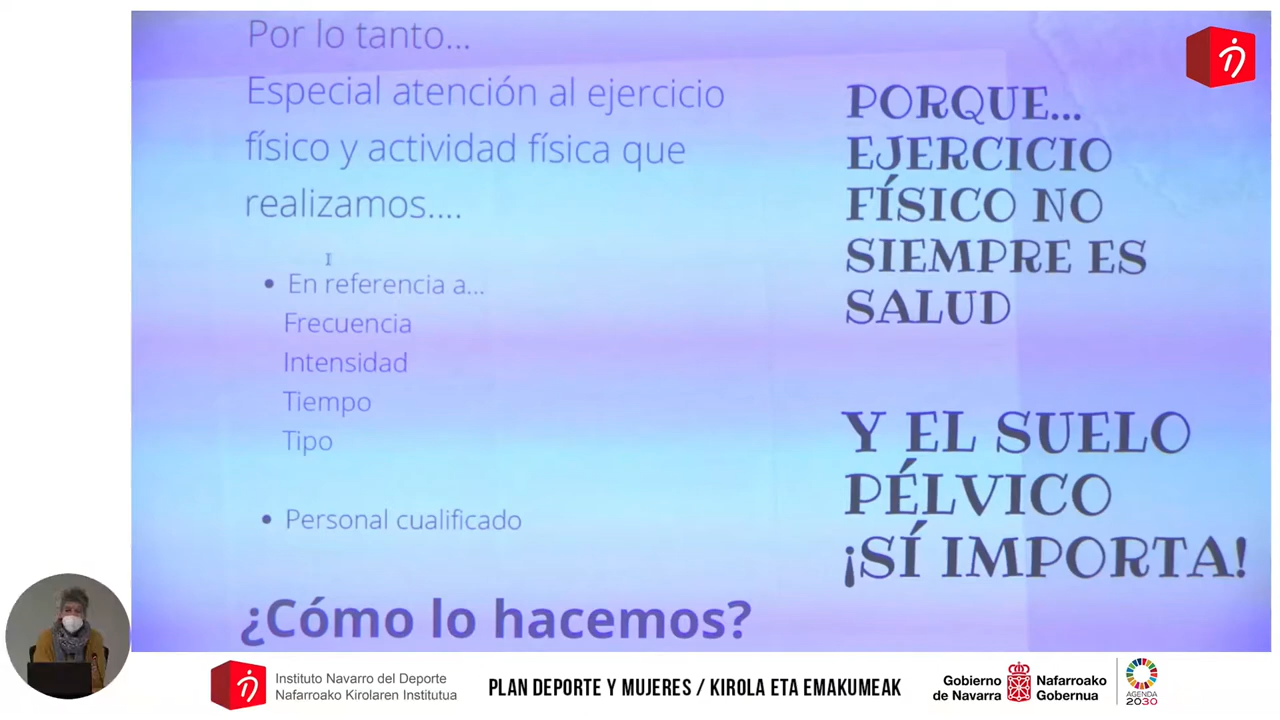 Por lo tanto...
Especial atención al ejercicio
físico y actividad física que
realizamos....
• En referencia a...
Frecuencia
Intensidad
Tiempo
Tipo
• Personal cualificado
¿Cómo lo hacemos?
PORQUE...
EJERCICIO
FÍSICO NO
SIEMPRE ES
SALUD
Y EL SUELO
PÉLVICO
¡SÍ IMPORTA!
Instituto Navarro del Deporte
Nafarroako Kirolaren Institutua
PLAN DEPORTE Y MUJERES / KIROLA ETA EMAKUMEAK
Gobierno
de Navarra
Nafarroako
Gobernua
AGENDA
2030